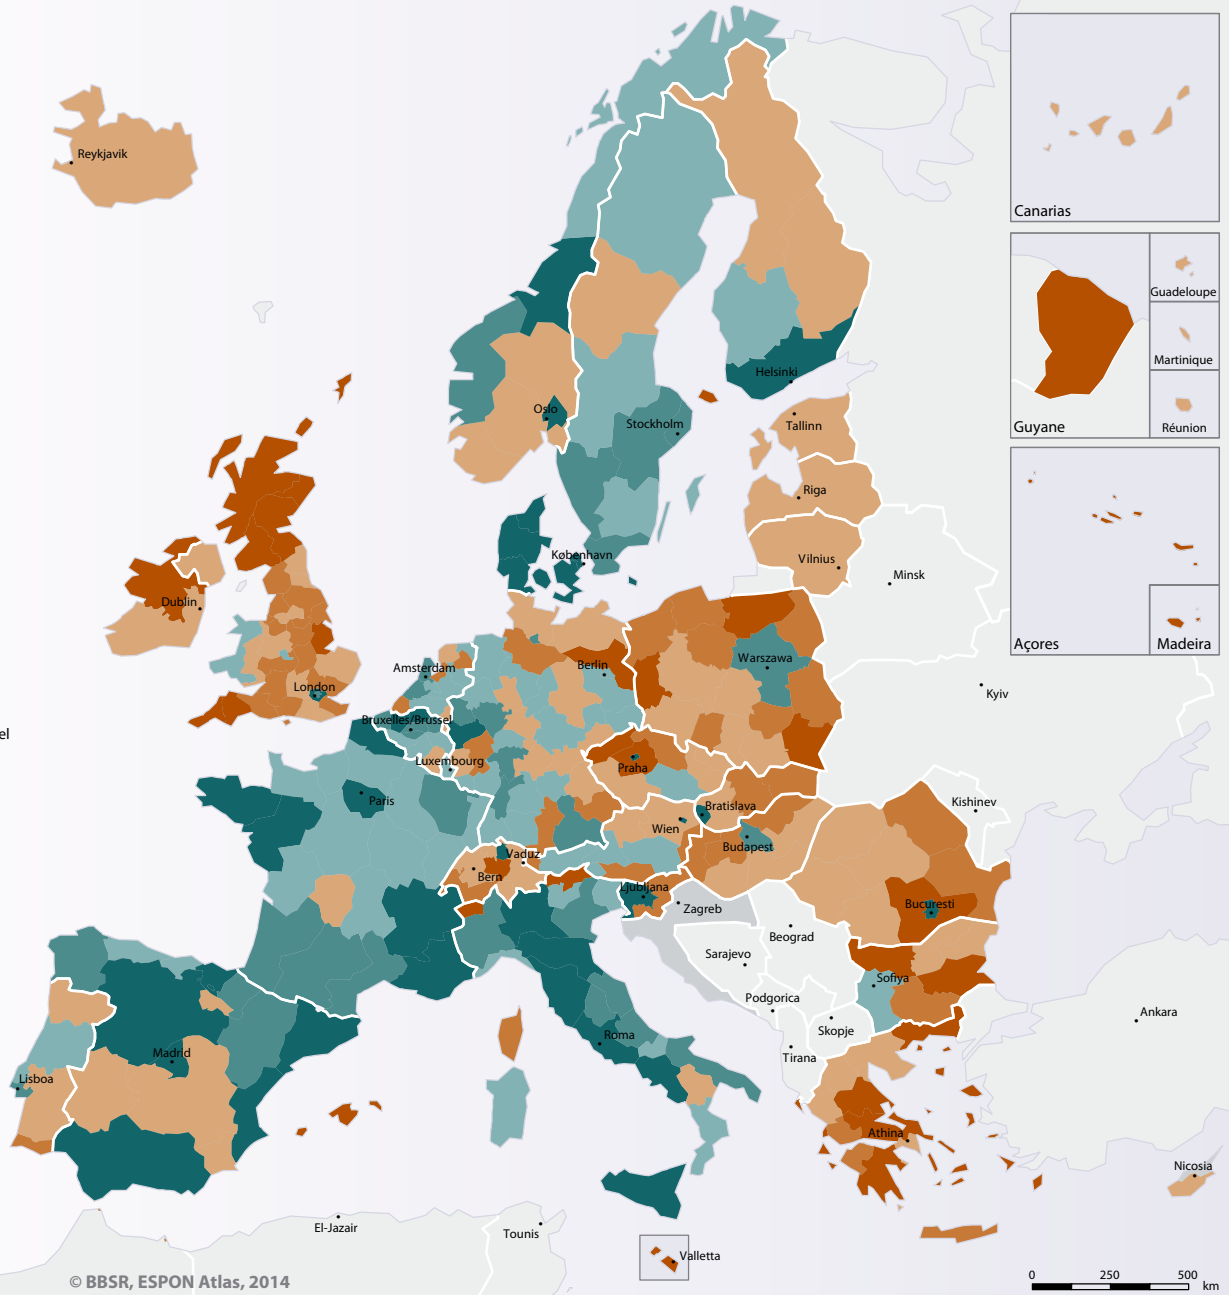 Reykjavik
Canarias
Guadeloupe
Martinique
Guyane
Réunion
Helsinki
Oslo
Stockholm
Tallinn
Riga
København
Vilnius
Minsk
Dublin
Açores
Madeira
Amsterdam
Berlin
Warszawa
London
Kyiv
Bruxelles/Brussel
el
Luxembourg
Praha
Paris
Bratislava
Kishinev
Wien
Budapest
Vaduz
Bern
Ljubljana
Zagreb
Bucuresti
Beograd
Sarajevo
Sofiya
Podgorica
Ankara
Skopje
Roma
Madrid
Tirana
Lisboa
Athina
Nicosia
El-Jazair
Tounis
Valletta
© BBSR, ESPON Atlas, 2014
0 250 500
km